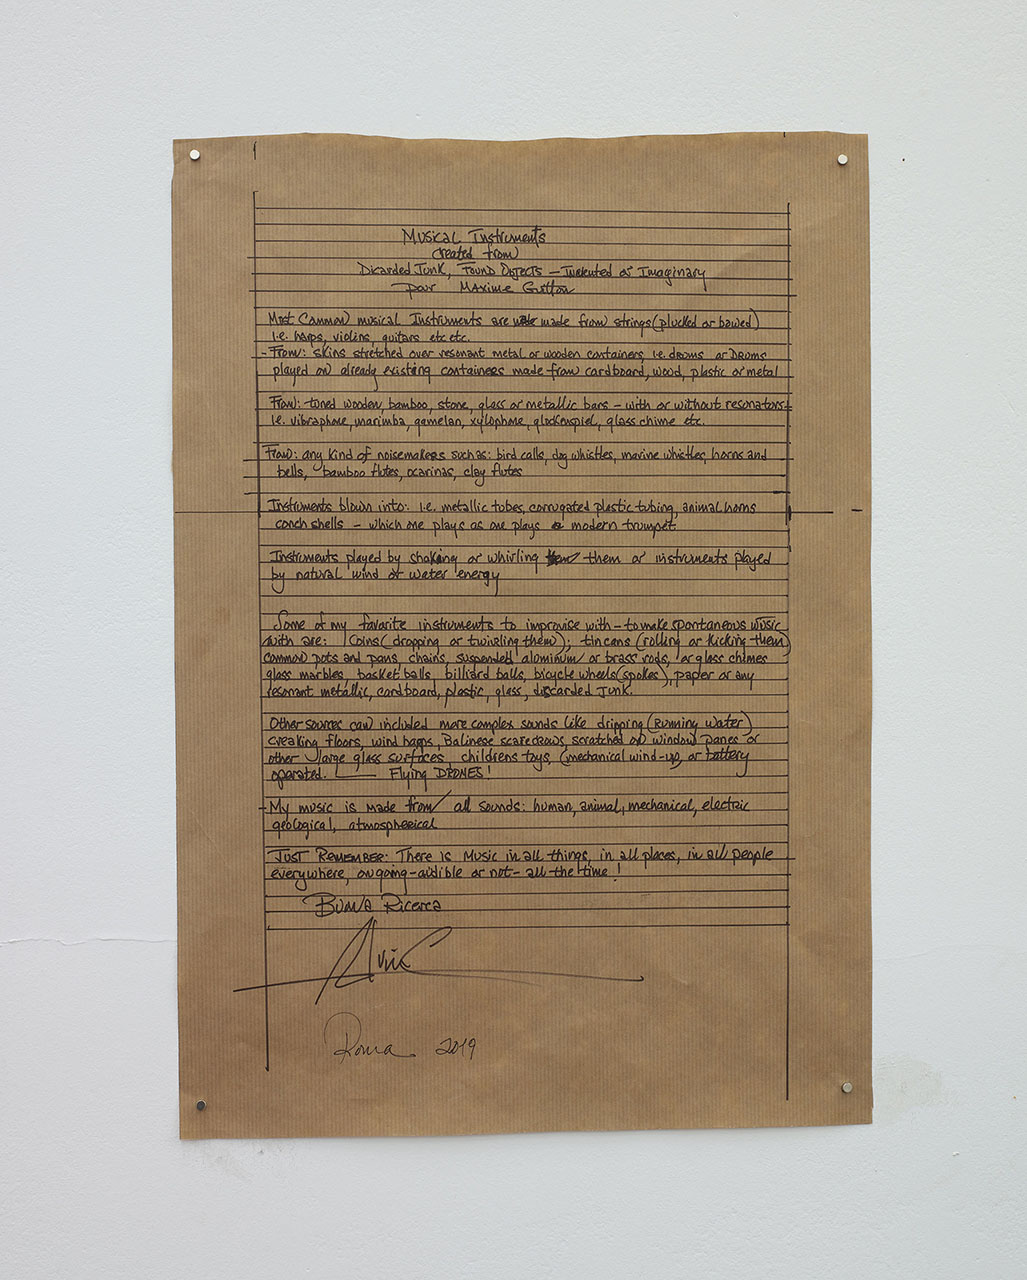 Musical Instruments
created from
Dicarded Junk, Found Objects – Invented or Imaginary
pour Maxime Guitton
Most Common musical Instruments are made from strings (plucked or bowed)
i.e. harps, violins, guitars etc etc.
- From: skins stretched over resonant metal or wooden containers, i.e. drums or DRUMS
played on already existing containers made from cardboard, wood, plastic or metal
From: tuned wooden, bamboo, stone, glass or metallic bars – with or without resonators
i.e. vibraphone, marimba, gamelan, xylophone, glockenspiel, glass chime etc.
From: any kind of noisemakers such as: bird calls, dog whistles, marine whistles, horns and
bells, bamboo flutes, ocarinas, clay flutes
Instruments blown into: i.e. metallic tubes, corrugated plastic tubing, animal horns
conch shells – which one plays as one plays a modern trumpet
Instruments played by shaking or whirling them or instruments played
by natural wind or water energy
Some of my favorite instruments to improvise with – to make spontaneous music
with are: Coins (dropping or twirling them); tin cans (rolling or kicking them)
common pots and pans, chains, suspended aluminum or brass rods, or glass chimes
glass marbles, basket balls, billiard balls, bicycle wheels (spokes), paper or any
resonant metallic, cardboard, plastic, glass, discarded junk.
Other sources can included more complex sounds like dripping (running water)
creaking floors, wind harps, Balinese scarecrows, scratched on window panes or
other large glass surfaces, childrens toys, (mechanical wind-up, or battery
operated. Flying DRONES!
- My music is made from all sounds: human, animal, mechanical, electric
geological, atmospherical
JUST REMEMBER: There is Music in all things, in all places, in all people
everywhere, on going – audible or not – all the time!
Buona Ricerca
Roma 2019